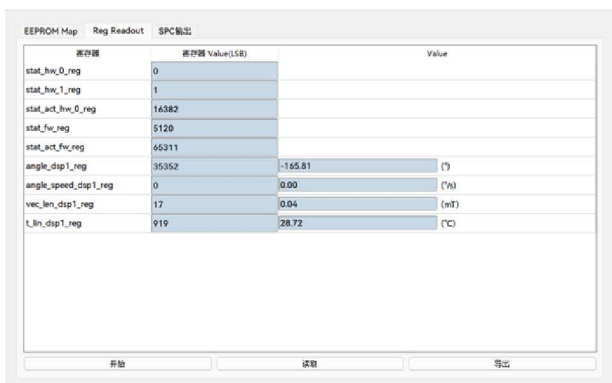 EEPROM Map Reg Readout SPC输出
寄存器 寄存器 Value(LSB) Value
stat_hw_0_reg 0
stat_hw_1_reg 1
stat_act_hw_0_reg 16382
stat_fw_reg 5120
stat_act_fw_reg 65311
angle_dsp1_reg 35352 -165.81 (°)
angle_speed_dsp1_reg 0 0.00 (°/s)
vec_len_dsp1_reg 17 0.04 (mT)
t_lin_dsp1_reg 919 28.72 (℃)
开始 读取 导出